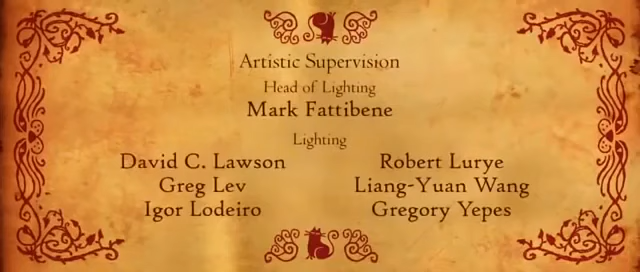 Artistic Supervision
Head of Lighting
Mark Fattibene
Lighting
David C. Lawson Robert Lurye
Greg Lev Liang-Yuan Wang
Igor Lodeiro Gregory Yepes